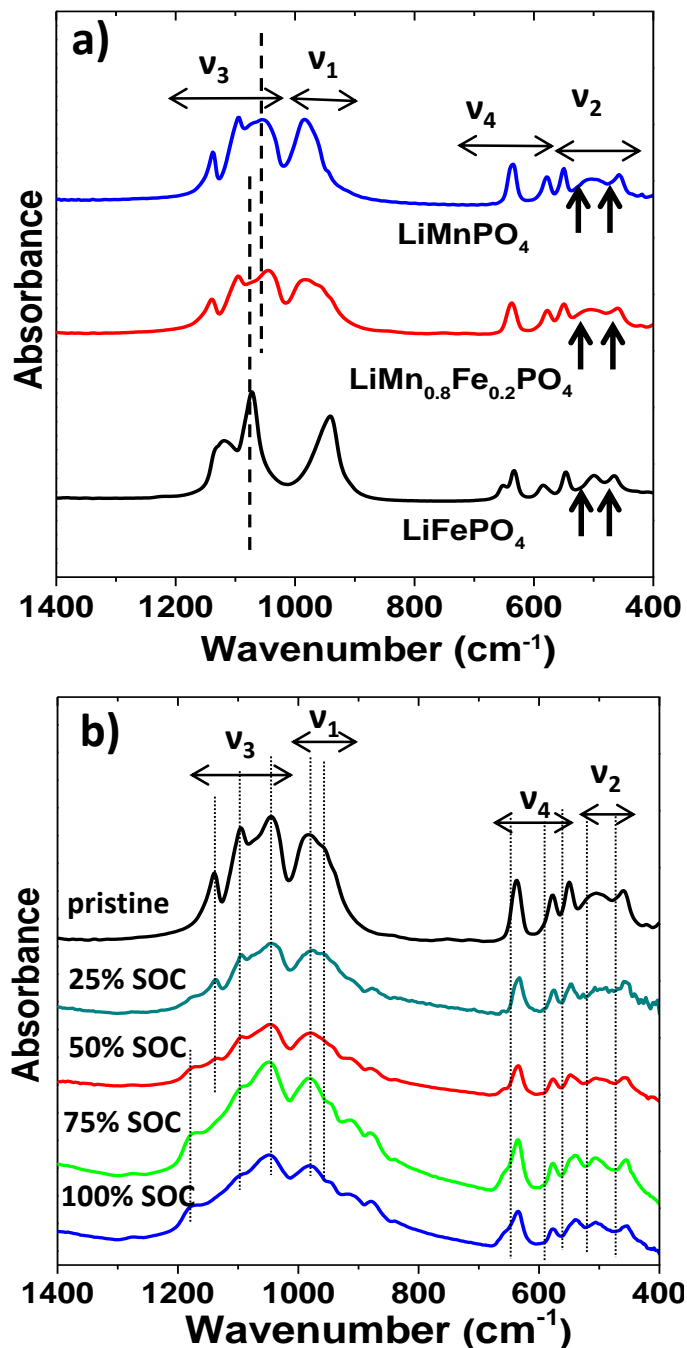 a)
ν3 ν1
ν4 ν2
LiMnPO4
LiMn0.8Fe0.2PO4
LiFePO4
Absorbance
1400 1200 1000 800 600 400
Wavenumber (cm-1)
b)
ν3 ν1
ν4 ν2
pristine
25% SOC
50% SOC
75% SOC
100% SOC
Absorbance
1400 1200 1000 800 600 400
Wavenumber (cm-1)